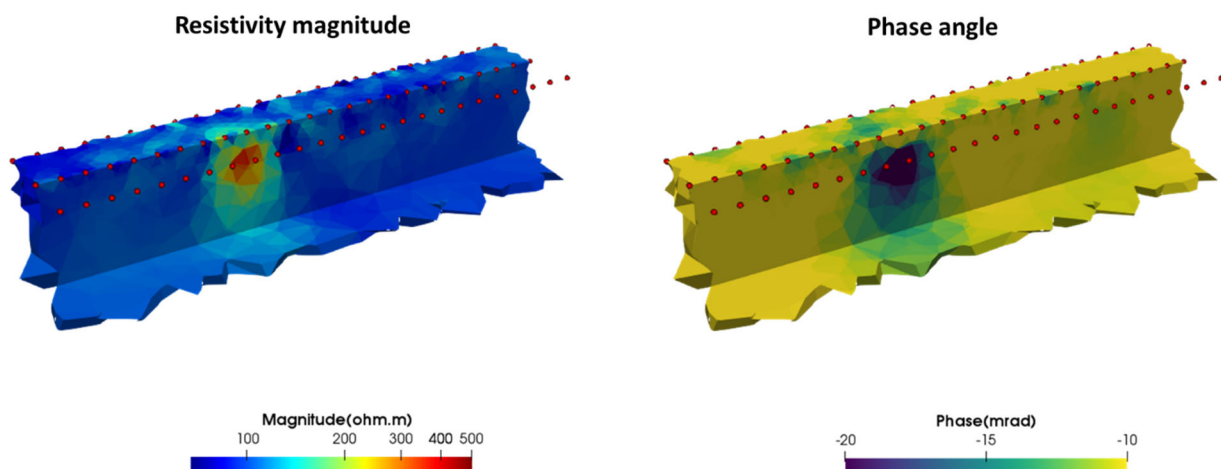 Resistivity magnitude
Phase angle
Magnitude(ohm.m)
100 200 300 400 500
Phase(mrad)
-20 -15 -10